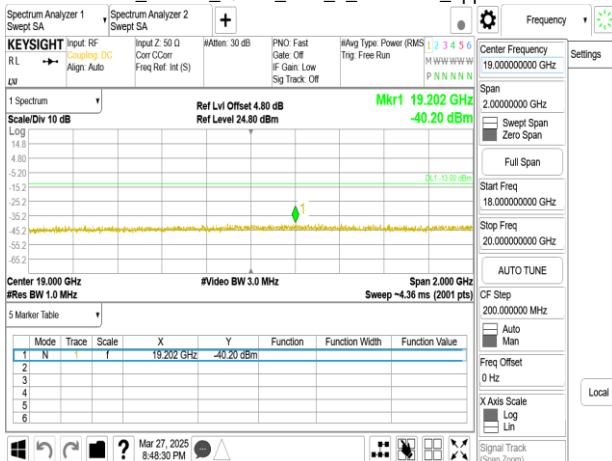 Spectrum Analyzer 1
Swept SA
Spectrum Analyzer 2
Swept SA
+
Frequency
KEYSIGHT
RL
Input: RF
Coupling: DC
Align: Auto
Input Z: 50 Ω
Corr CCorr
Freq Ref: Int (S)
#Atten: 30 dB
PNO: Fast
Gate: Off
IF Gain: Low
Sig Track: Off
#Avg Type: Power (RMS
Trig: Free Run
1 2 3 4 5 6
M W W W W W
P N N N N N
1 Spectrum
Scale/Div 10 dB
Ref Lvl Offset 4.80 dB
Ref Level 24.80 dBm
Mkr1 19.202 GHz
-40.20 dBm
Log
14.8
4.80
-5.20
-15.2
-25.2
-35.2
-45.2
-55.2
-65.2
DL1 -13.00 dBm
1
Center 19.000 GHz
#Res BW 1.0 MHz
#Video BW 3.0 MHz
Span 2.000 GHz
Sweep ~4.36 ms (2001 pts)
5 Marker Table
Mode Trace Scale X Y Function Function Width Function Value
1 N 1 f 19.202 GHz -40.20 dBm
2
3
4
5
6
Mar 27, 2025
8:48:30 PM
?
Center Frequency
19.000000000 GHz
Span
2.00000000 GHz
Swept Span
Zero Span
Full Span
Start Freq
18.000000000 GHz
Stop Freq
20.000000000 GHz
AUTO TUNE
CF Step
200.000000 MHz
Auto
Man
Freq Offset
0 Hz
X Axis Scale
Log
Lin
Signal Track
(Span Zoom)
Settings
Local